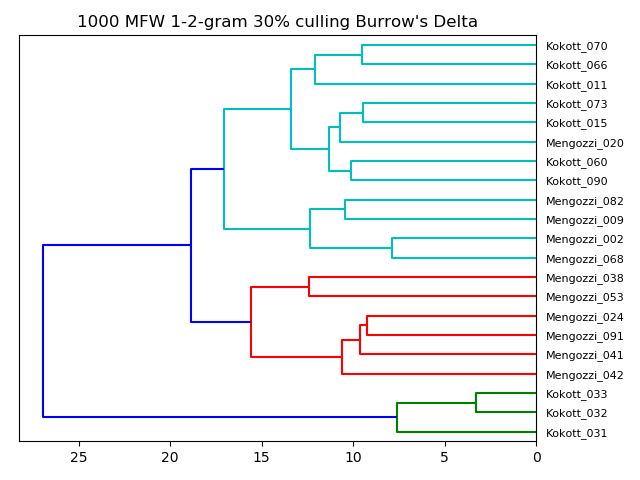 1000 MFW 1-2-gram 30% culling Burrow's Delta
Kokott_070
Kokott_066
Kokott_011
Kokott_073
Kokott_015
Mengozzi_020
Kokott_060
Kokott_090
Mengozzi_082
Mengozzi_009
Mengozzi_002
Mengozzi_068
Mengozzi_038
Mengozzi_053
Mengozzi_024
Mengozzi_091
Mengozzi_041
Mengozzi_042
Kokott_033
Kokott_032
Kokott_031
25 20 15 10 5 0